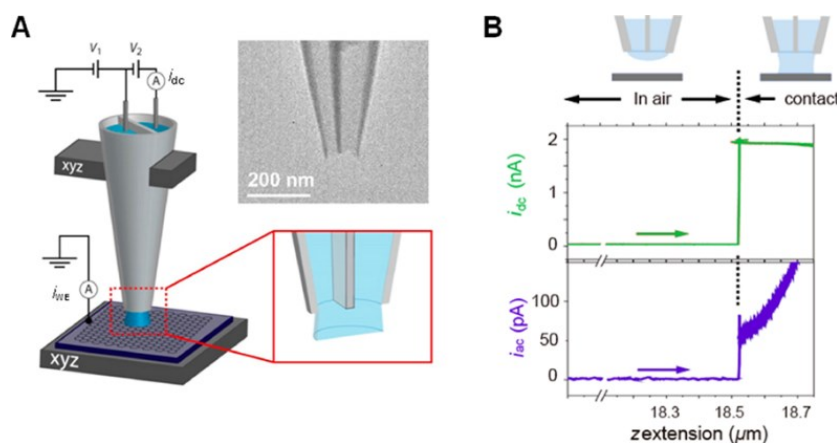 A
V1 V2
A
idc
xyz
A
iWE
xyz
200 nm
B
In air
contact
idc (nA)
2
1
0
iac (pA)
100
50
0
18.3 18.5 18.7
zextension (μm)